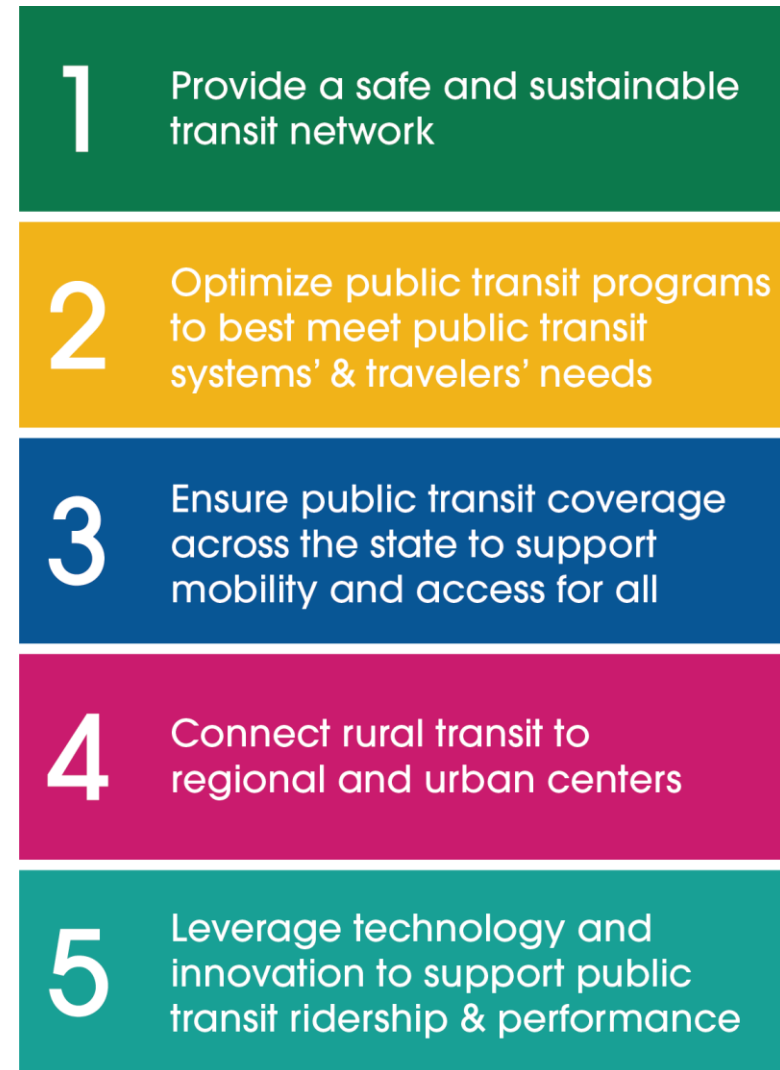 1
Provide a safe and sustainable
transit network
2
Optimize public transit programs
to best meet public transit
systems’ & travelers’ needs
3
Ensure public transit coverage
across the state to support
mobility and access for all
4
Connect rural transit to
regional and urban centers
5
Leverage technology and
innovation to support public
transit ridership & performance